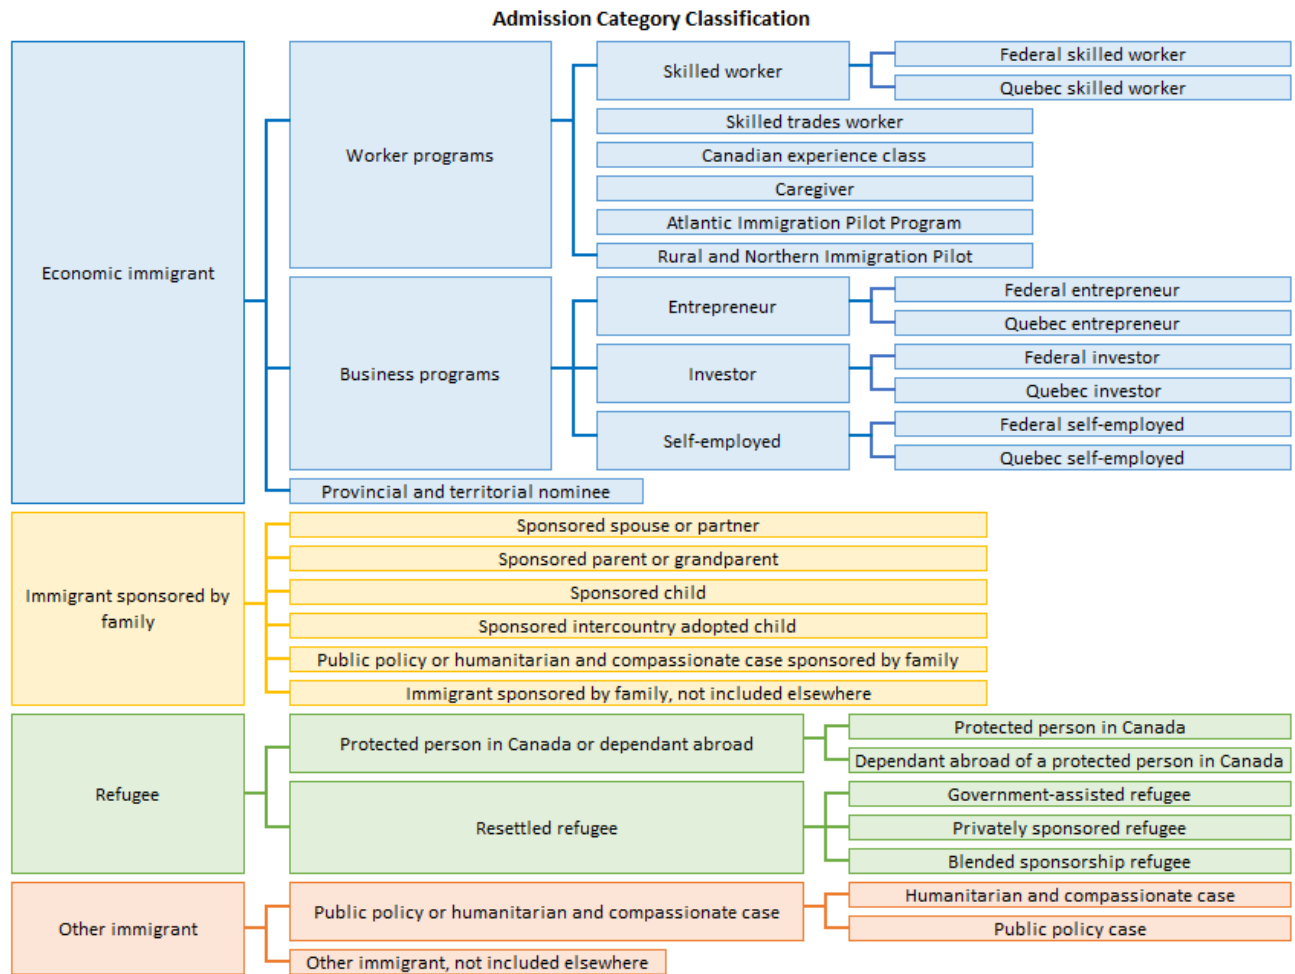 Admission Category Classification
Economic immigrant
Worker programs
Skilled worker
Federal skilled worker
Quebec skilled worker
Skilled trades worker
Canadian experience class
Caregiver
Atlantic Immigration Pilot Program
Rural and Northern Immigration Pilot
Business programs
Entrepreneur
Federal entrepreneur
Quebec entrepreneur
Investor
Federal investor
Quebec investor
Self-employed
Federal self-employed
Quebec self-employed
Provincial and territorial nominee
Immigrant sponsored by
family
Sponsored spouse or partner
Sponsored parent or grandparent
Sponsored child
Sponsored intercountry adopted child
Public policy or humanitarian and compassionate case sponsored by family
Immigrant sponsored by family, not included elsewhere
Refugee
Protected person in Canada or dependant abroad
Protected person in Canada
Dependant abroad of a protected person in Canada
Resettled refugee
Government-assisted refugee
Privately sponsored refugee
Blended sponsorship refugee
Other immigrant
Public policy or humanitarian and compassionate case
Humanitarian and compassionate case
Public policy case
Other immigrant, not included elsewhere